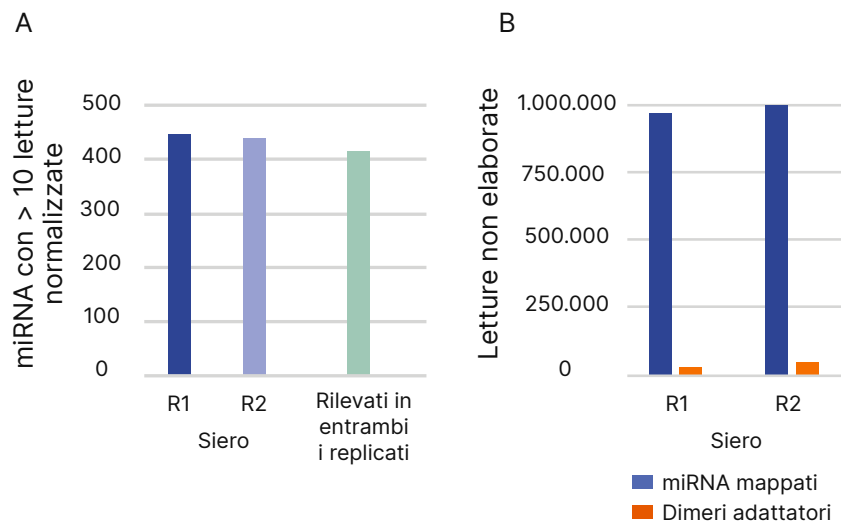 A
miRNA con > 10 letture
normalizzate
500
400
300
200
100
0
R1
R2
Rilevati in
entrambi
i replicati
Siero
B
Letture non elaborate
1.000.000
750.000
500.000
250.000
0
R1
R2
Siero
miRNA mappati
Dimeri adattatori